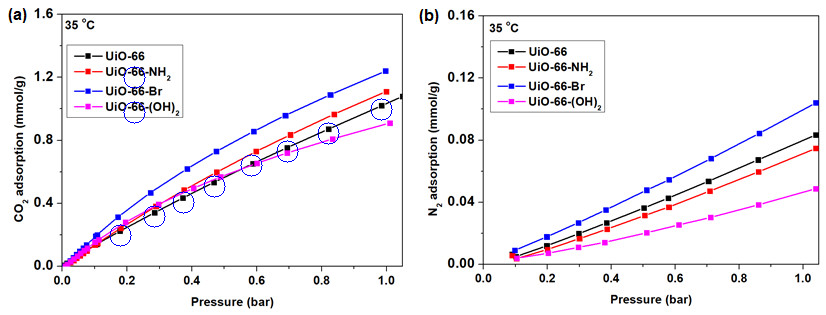 (a)
35 °C
UiO-66
UiO-66-NH2
UiO-66-Br
UiO-66-(OH)2
CO2 adsorption (mmol/g)
1.6
1.2
0.8
0.4
0.0
0.0 0.2 0.4 0.6 0.8 1.0
Pressure (bar)
(b)
35 °C
UiO-66
UiO-66-NH2
UiO-66-Br
UiO-66-(OH)2
N2 adsorption (mmol/g)
0.16
0.12
0.08
0.04
0.00
0.0 0.2 0.4 0.6 0.8 1.0
Pressure (bar)